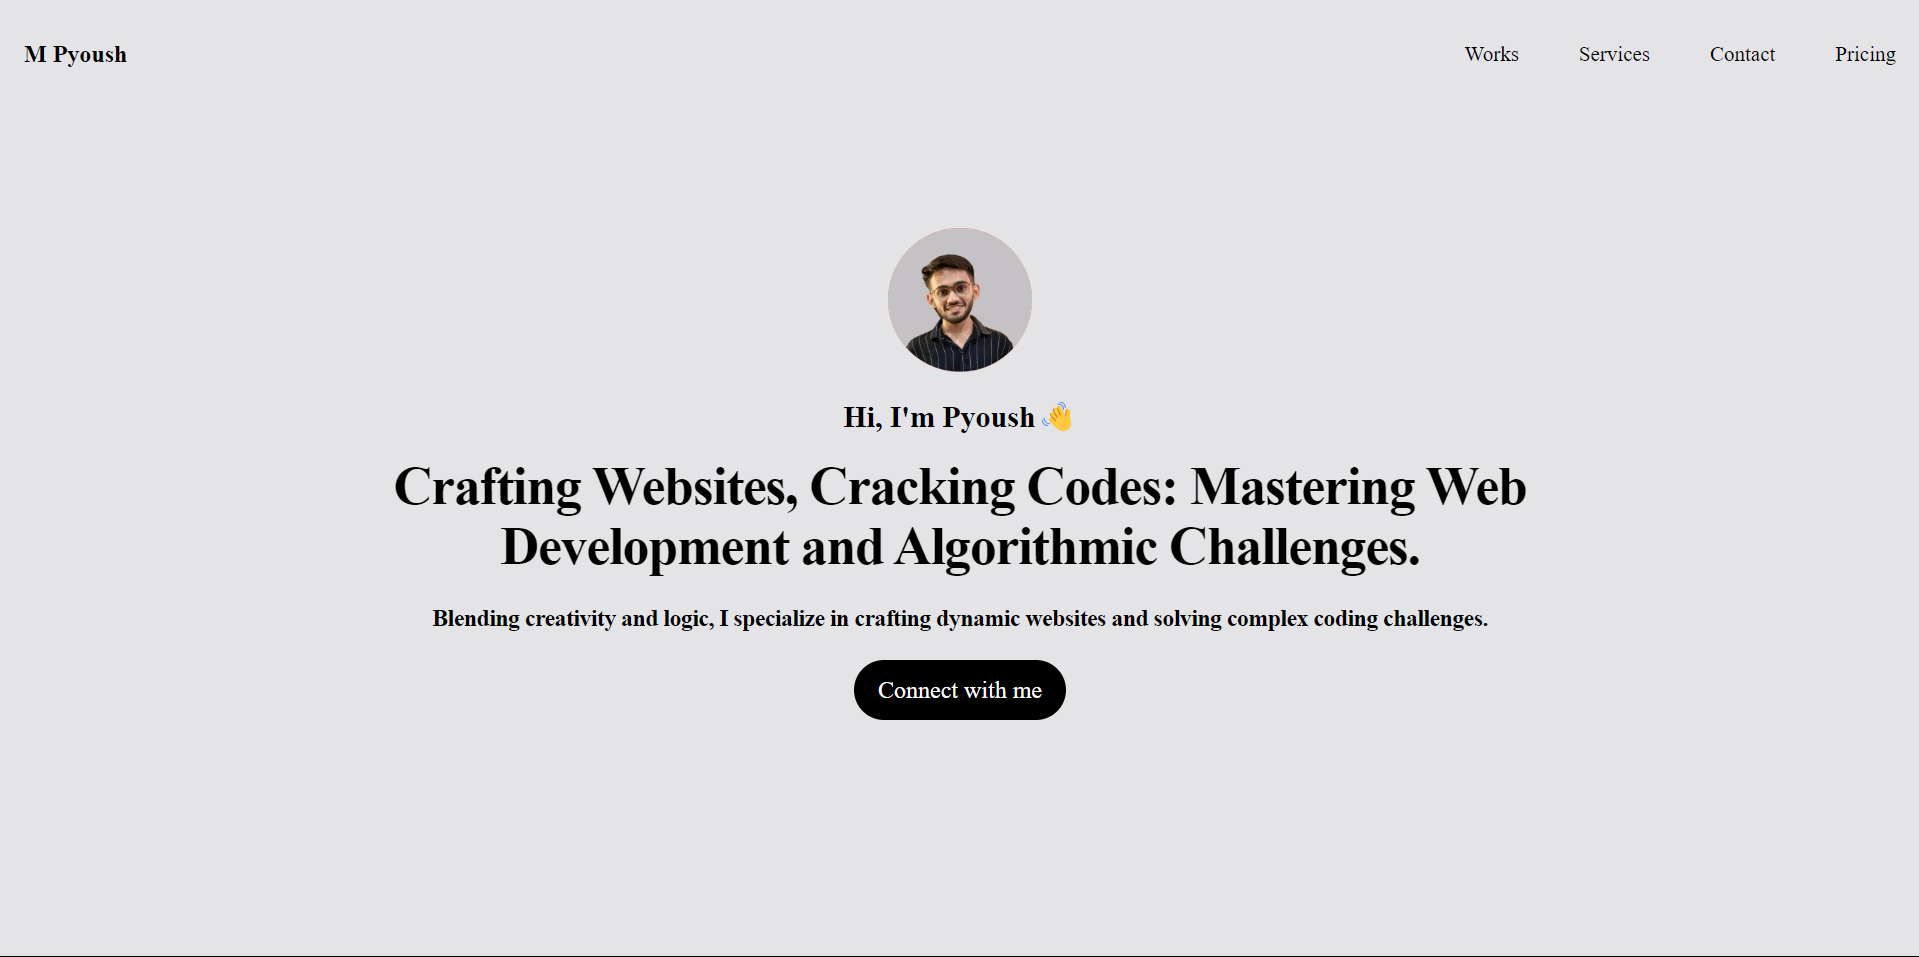 M Pyoush
Works
Services
Contact
Pricing
Hi, I'm Pyoush 👋
Crafting Websites, Cracking Codes: Mastering Web
Development and Algorithmic Challenges.
Blending creativity and logic, I specialize in crafting dynamic websites and solving complex coding challenges.
Connect with me